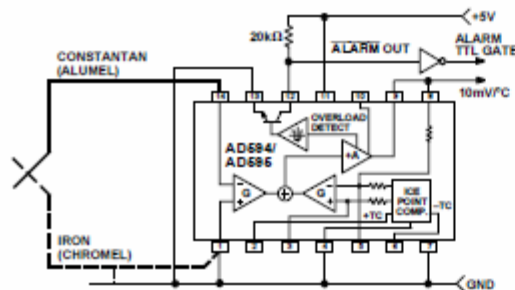 +5V
20kΩ
ALARM
TTL GATE
ALARM OUT
CONSTANTAN
(ALUMEL)
10mV/°C
14 13 12 11 10 9 8
OVERLOAD
DETECT
AD594/
AD595
+A
G
G
ICE
POINT
COMP.
+TC
–TC
IRON
(CHROMEL)
1 2 3 4 5 6 7
GND